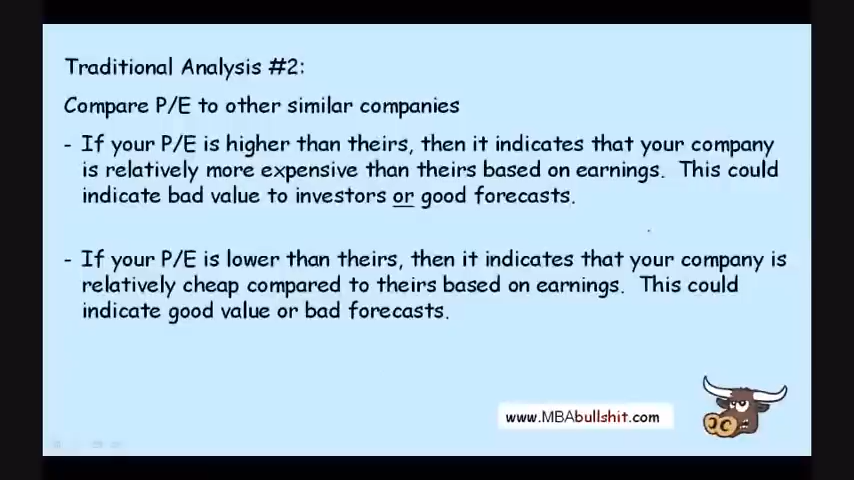 Traditional Analysis #2:
Compare P/E to other similar companies
- If your P/E is higher than theirs, then it indicates that your company
is relatively more expensive than theirs based on earnings. This could
indicate bad value to investors or good forecasts.
- If your P/E is lower than theirs, then it indicates that your company is
relatively cheap compared to theirs based on earnings. This could
indicate good value or bad forecasts.
www.MBAbullshit.com